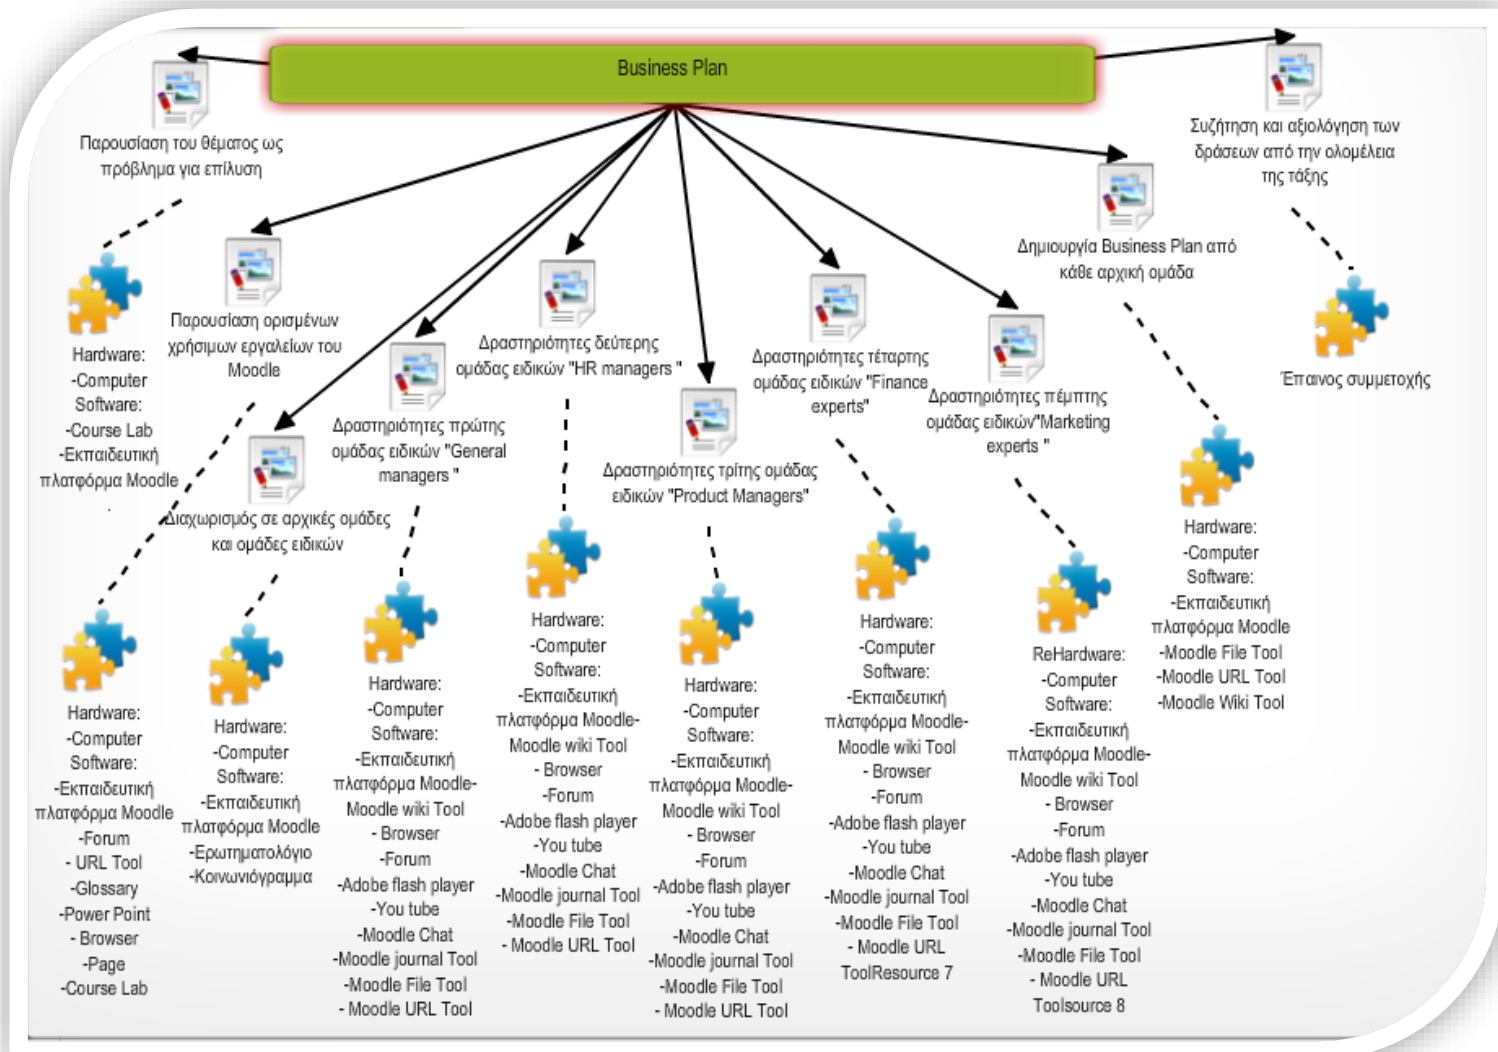 Business Plan
Παρουσίαση του θέματος ως
πρόβλημα για επίλυση
Hardware:
-Computer
Software:
-Course Lab
-Εκπαιδευτική
πλατφόρμα Moodle
.
Παρουσίαση ορισμένων
χρήσιμων εργαλείων του
Moodle
Hardware:
-Computer
Software:
-Εκπαιδευτική
πλατφόρμα Moodle
-Forum
- URL Tool
-Glossary
-Power Point
- Browser
-Page
-Course Lab
Διαχωρισμός σε αρχικές ομάδες
και ομάδες ειδικών
Hardware:
-Computer
Software:
-Εκπαιδευτική
πλατφόρμα Moodle
-Ερωτηματολόγιο
-Κοινωνιόγραμμα
Δραστηριότητες πρώτης
ομάδας ειδικών "General
managers "
Hardware:
-Computer
Software:
-Εκπαιδευτική
πλατφόρμα Moodle-
Moodle wiki Tool
- Browser
-Forum
-Adobe flash player
-You tube
-Moodle Chat
-Moodle journal Tool
-Moodle File Tool
- Moodle URL Tool
Δραστηριότητες δεύτερης
ομάδας ειδικών "HR managers "
Hardware:
-Computer
Software:
-Εκπαιδευτική
πλατφόρμα Moodle-
Moodle wiki Tool
- Browser
-Forum
-Adobe flash player
-You tube
-Moodle Chat
-Moodle journal Tool
-Moodle File Tool
- Moodle URL Tool
Δραστηριότητες τρίτης ομάδας
ειδικών "Product Managers"
Hardware:
-Computer
Software:
-Εκπαιδευτική
πλατφόρμα Moodle-
Moodle wiki Tool
- Browser
-Forum
-Adobe flash player
-You tube
-Moodle Chat
-Moodle journal Tool
-Moodle File Tool
- Moodle URL Tool
Δραστηριότητες τέταρτης
ομάδας ειδικών "Finance
experts"
Hardware:
-Computer
Software:
-Εκπαιδευτική
πλατφόρμα Moodle-
Moodle wiki Tool
- Browser
-Forum
-Adobe flash player
-You tube
-Moodle Chat
-Moodle journal Tool
-Moodle File Tool
- Moodle URL
ToolResource 7
Δραστηριότητες πέμπτης
ομάδας ειδικών"Marketing
experts "
ReHardware:
-Computer
Software:
-Εκπαιδευτική
πλατφόρμα Moodle-
Moodle wiki Tool
- Browser
-Forum
-Adobe flash player
-You tube
-Moodle Chat
-Moodle journal Tool
-Moodle File Tool
- Moodle URL
Toolsource 8
Δημιουργία Business Plan από
κάθε αρχική ομάδα
Hardware:
-Computer
Software:
-Εκπαιδευτική
πλατφόρμα Moodle
-Moodle File Tool
-Moodle URL Tool
-Moodle Wiki Tool
Συζήτηση και αξιολόγηση των
δράσεων από την ολομέλεια
της τάξης
Έπαινος συμμετοχής